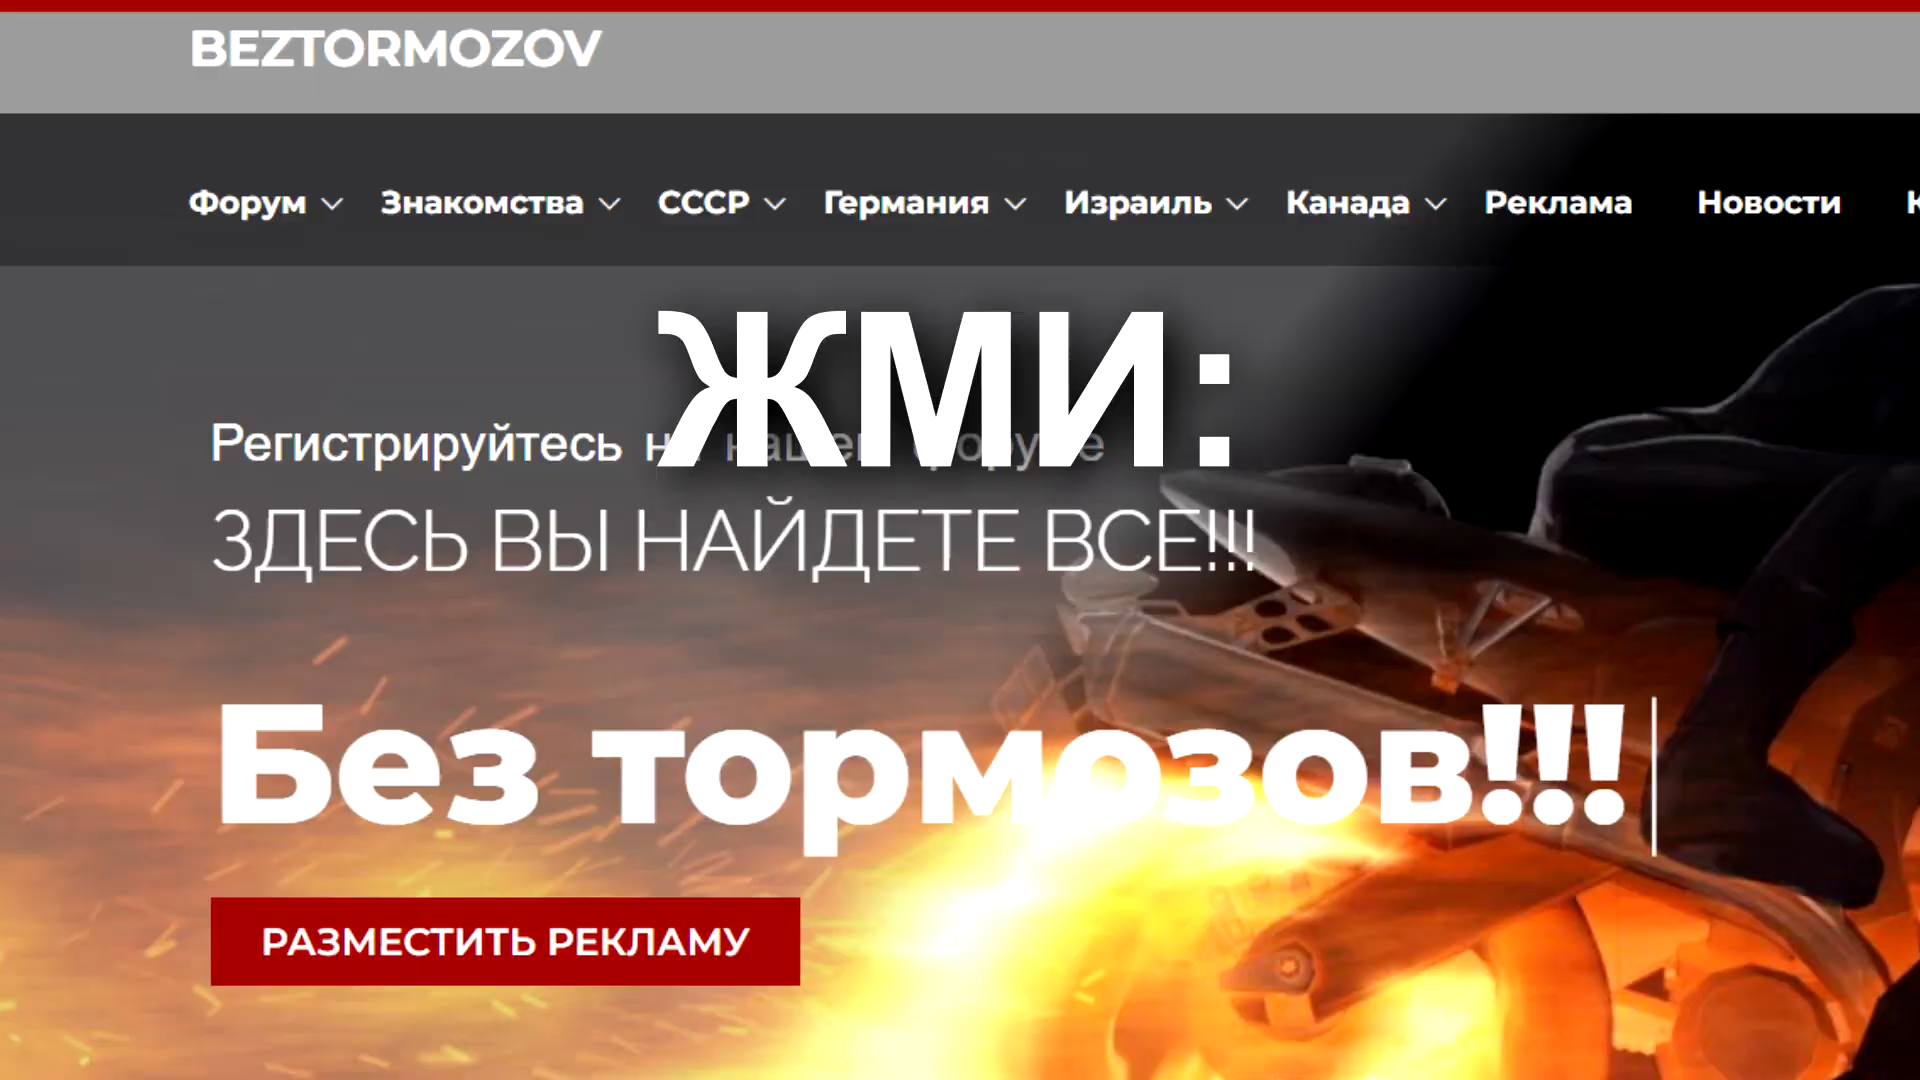 BEZTORMOZOV
Форум Знакомства СССР Германия Израиль Канада Реклама Новости
ЖМИ:
Регистрируйтесь
ЗДЕСЬ ВЫ НАЙДЕТЕ ВСЕ!!!
Без тормозов!!!
РАЗМЕСТИТЬ РЕКЛАМУ